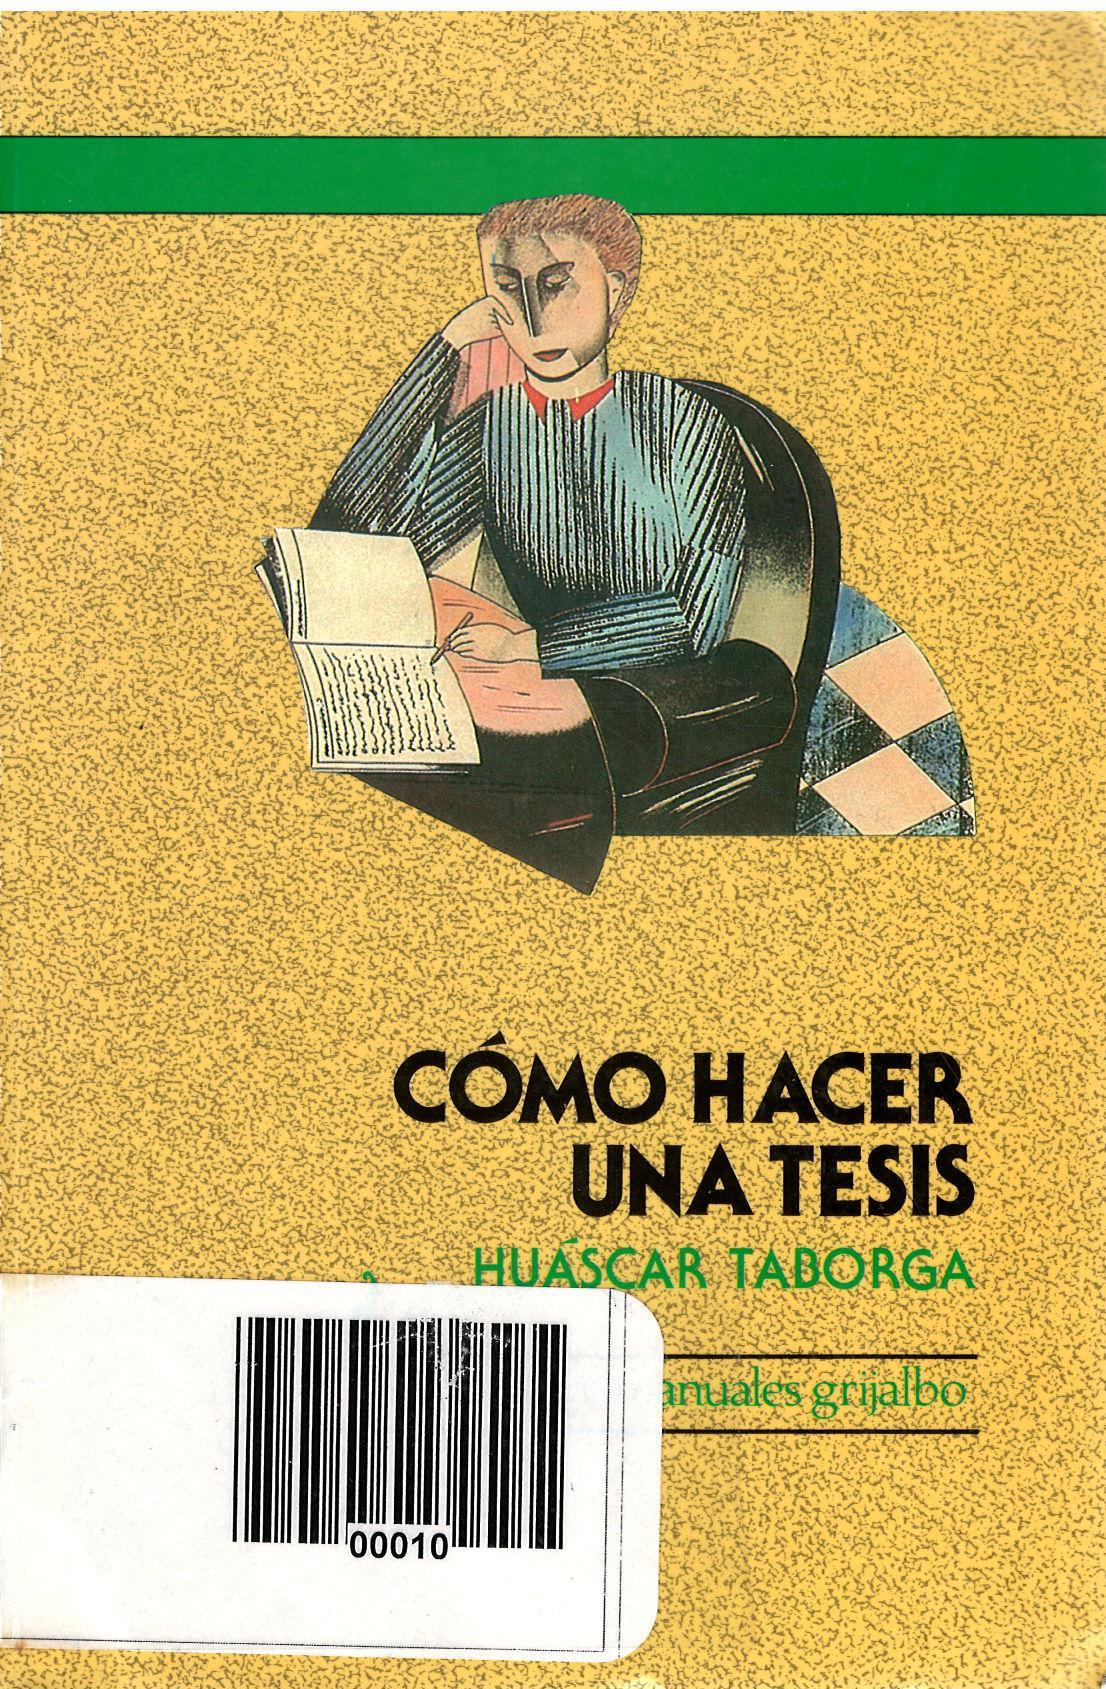 CÓMO HACER
UNA TESIS
HUÁSCAR TABORGA
anuales grijalbo
00010